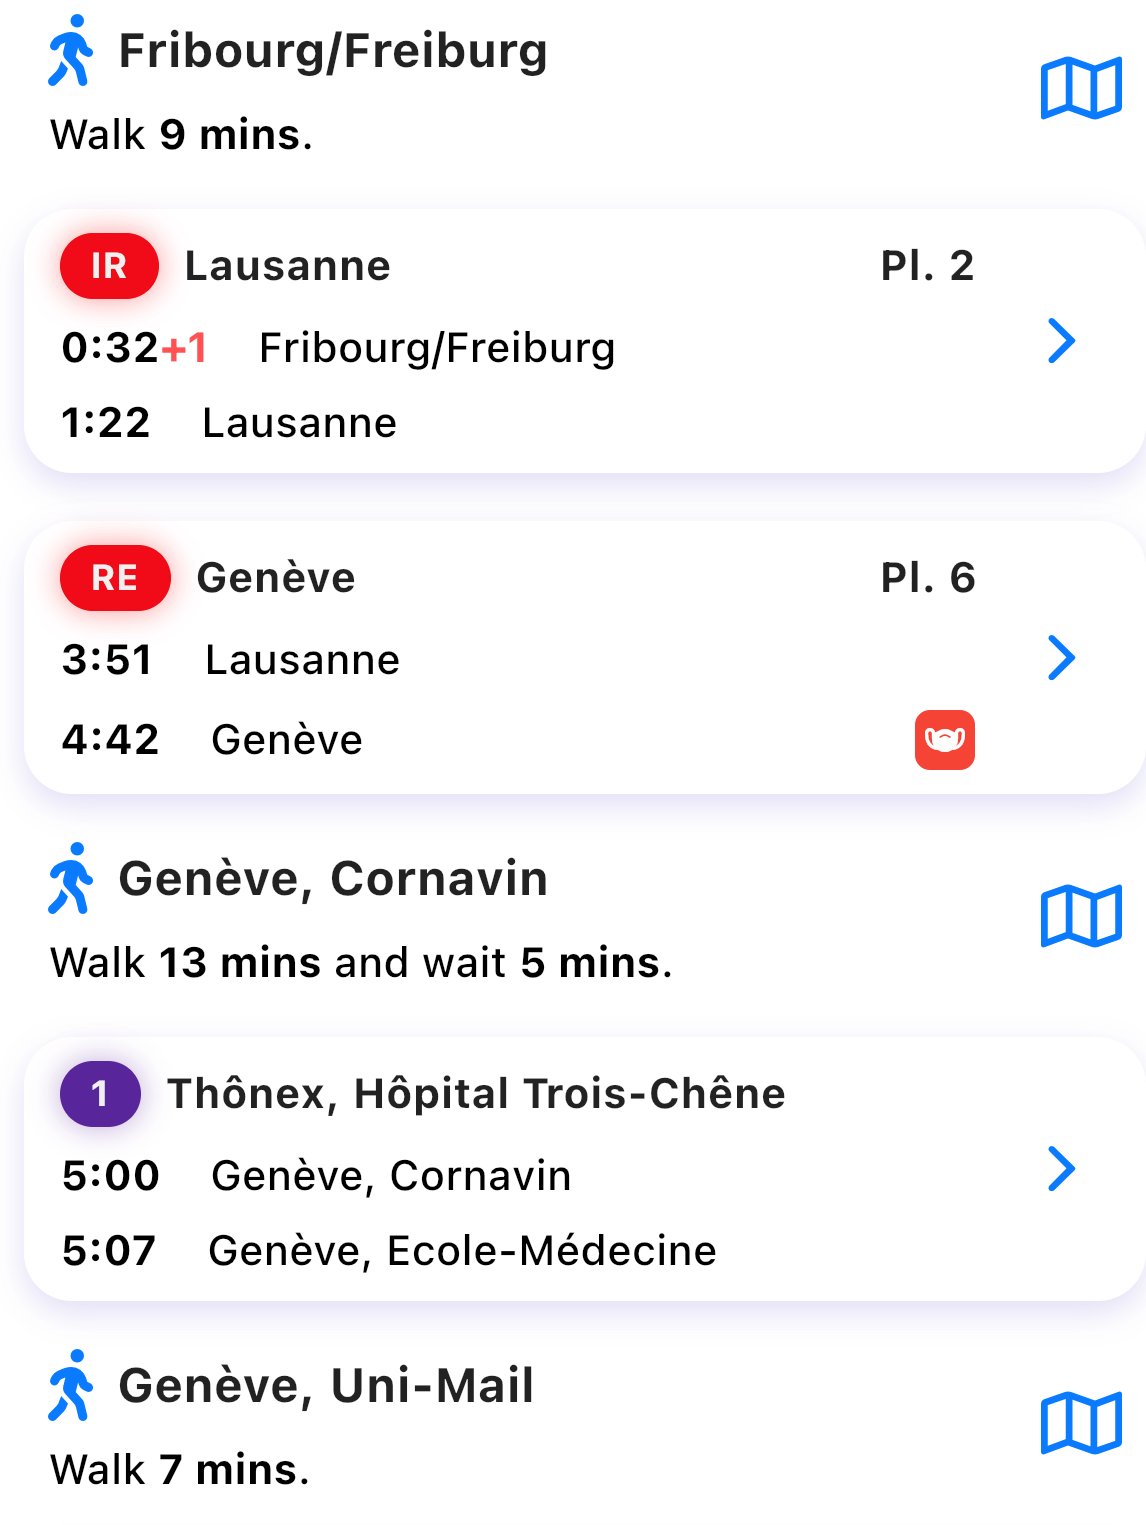 Fribourg/Freiburg
Walk 9 mins.
IR Lausanne Pl. 2
0:32+1 Fribourg/Freiburg
1:22 Lausanne
RE Genève Pl. 6
3:51 Lausanne
4:42 Genève
Genève, Cornavin
Walk 13 mins and wait 5 mins.
1 Thônex, Hôpital Trois-Chêne
5:00 Genève, Cornavin
5:07 Genève, Ecole-Médecine
Genève, Uni-Mail
Walk 7 mins.